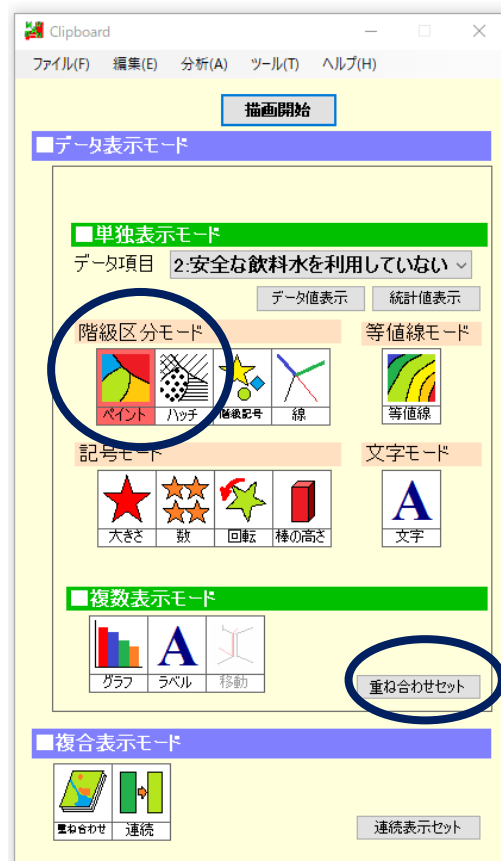 Clipboard
ファイル(F) 編集(E) 分析(A) ツール(T) ヘルプ(H)
描画開始
■データ表示モード
■単独表示モード
データ項目 2:安全な飲料水を利用していない
データ値表示 統計値表示
階級区分モード 等値線モード
ペイント ハッチ 階級記号 線 等値線
記号モード 文字モード
大きさ 数 回転 棒の高さ 文字
■複数表示モード
グラフ ラベル 移動
重ね合わせセット
■複合表示モード
重ね合わせ 連続
連続表示セット